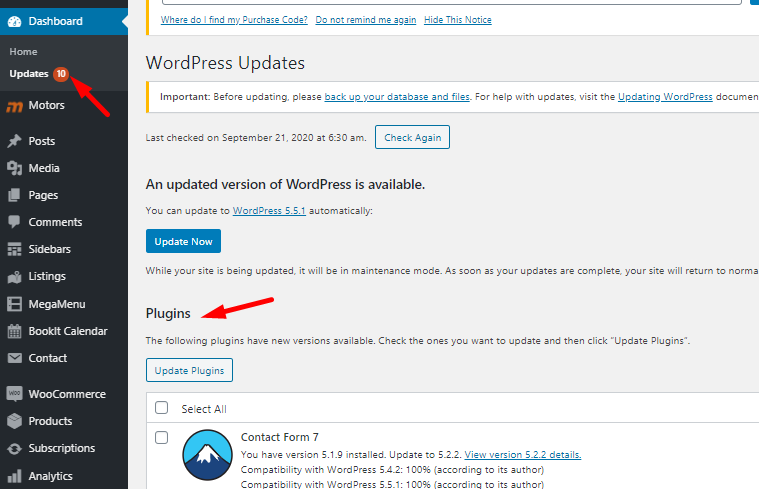 Where do I find my Purchase Code? Do not remind me again Hide This Notice
Dashboard
Home
Updates 10
Motors
Posts
Media
Pages
Comments
Sidebars
Listings
MegaMenu
BookIt Calendar
Contact
WooCommerce
Products
Subscriptions
Analytics
WordPress Updates
Important: Before updating, please back up your database and files. For help with updates, visit the Updating WordPress documen
Last checked on September 21, 2020 at 6:30 am. Check Again
An updated version of WordPress is available.
You can update to WordPress 5.5.1 automatically:
Update Now
While your site is being updated, it will be in maintenance mode. As soon as your updates are complete, your site will return to norma
Plugins
The following plugins have new versions available. Check the ones you want to update and then click “Update Plugins”.
Update Plugins
Select All
Contact Form 7
You have version 5.1.9 installed. Update to 5.2.2. View version 5.2.2 details.
Compatibility with WordPress 5.4.2: 100% (according to its author)
Compatibility with WordPress 5.5.1: 100% (according to its author)